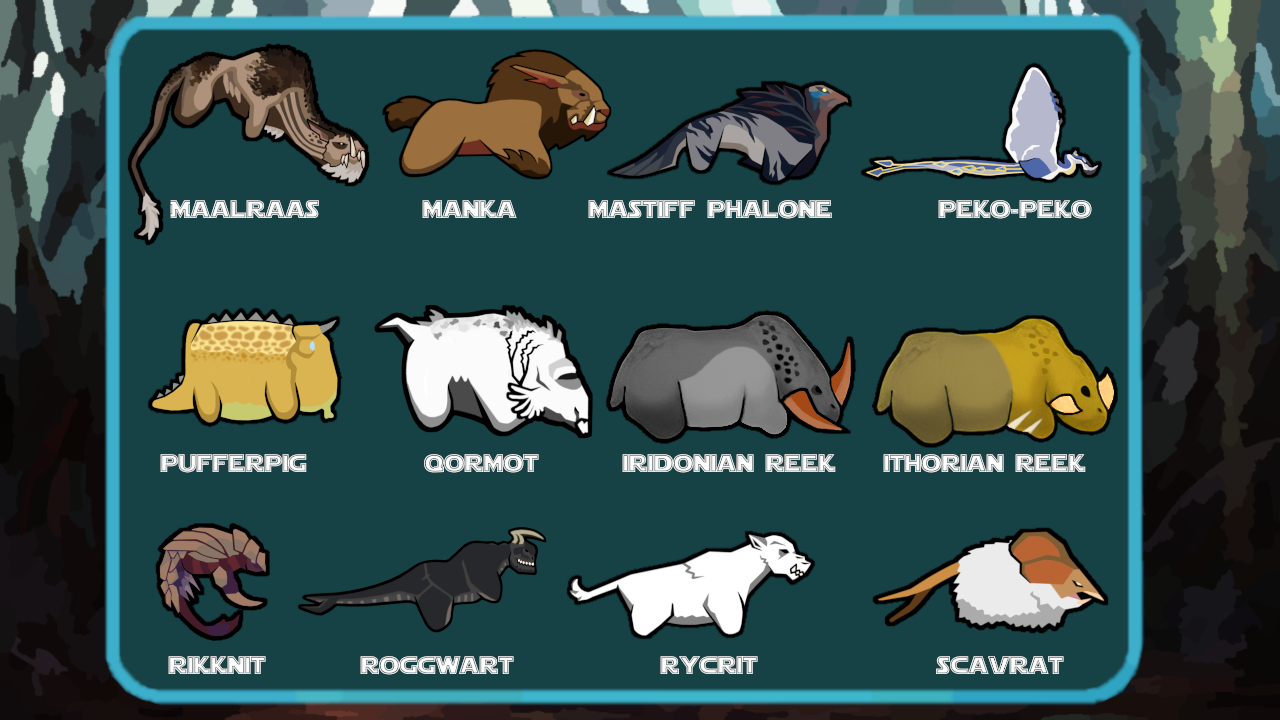 MAALRAAS MANKA MASTIFF PHALONE PEKO-PEKO
PUFFERPIG QORMOT IRIDONIAN REEK ITHORIAN REEK
RIKKNIT ROGGWART RYCRIT SCAVRAT